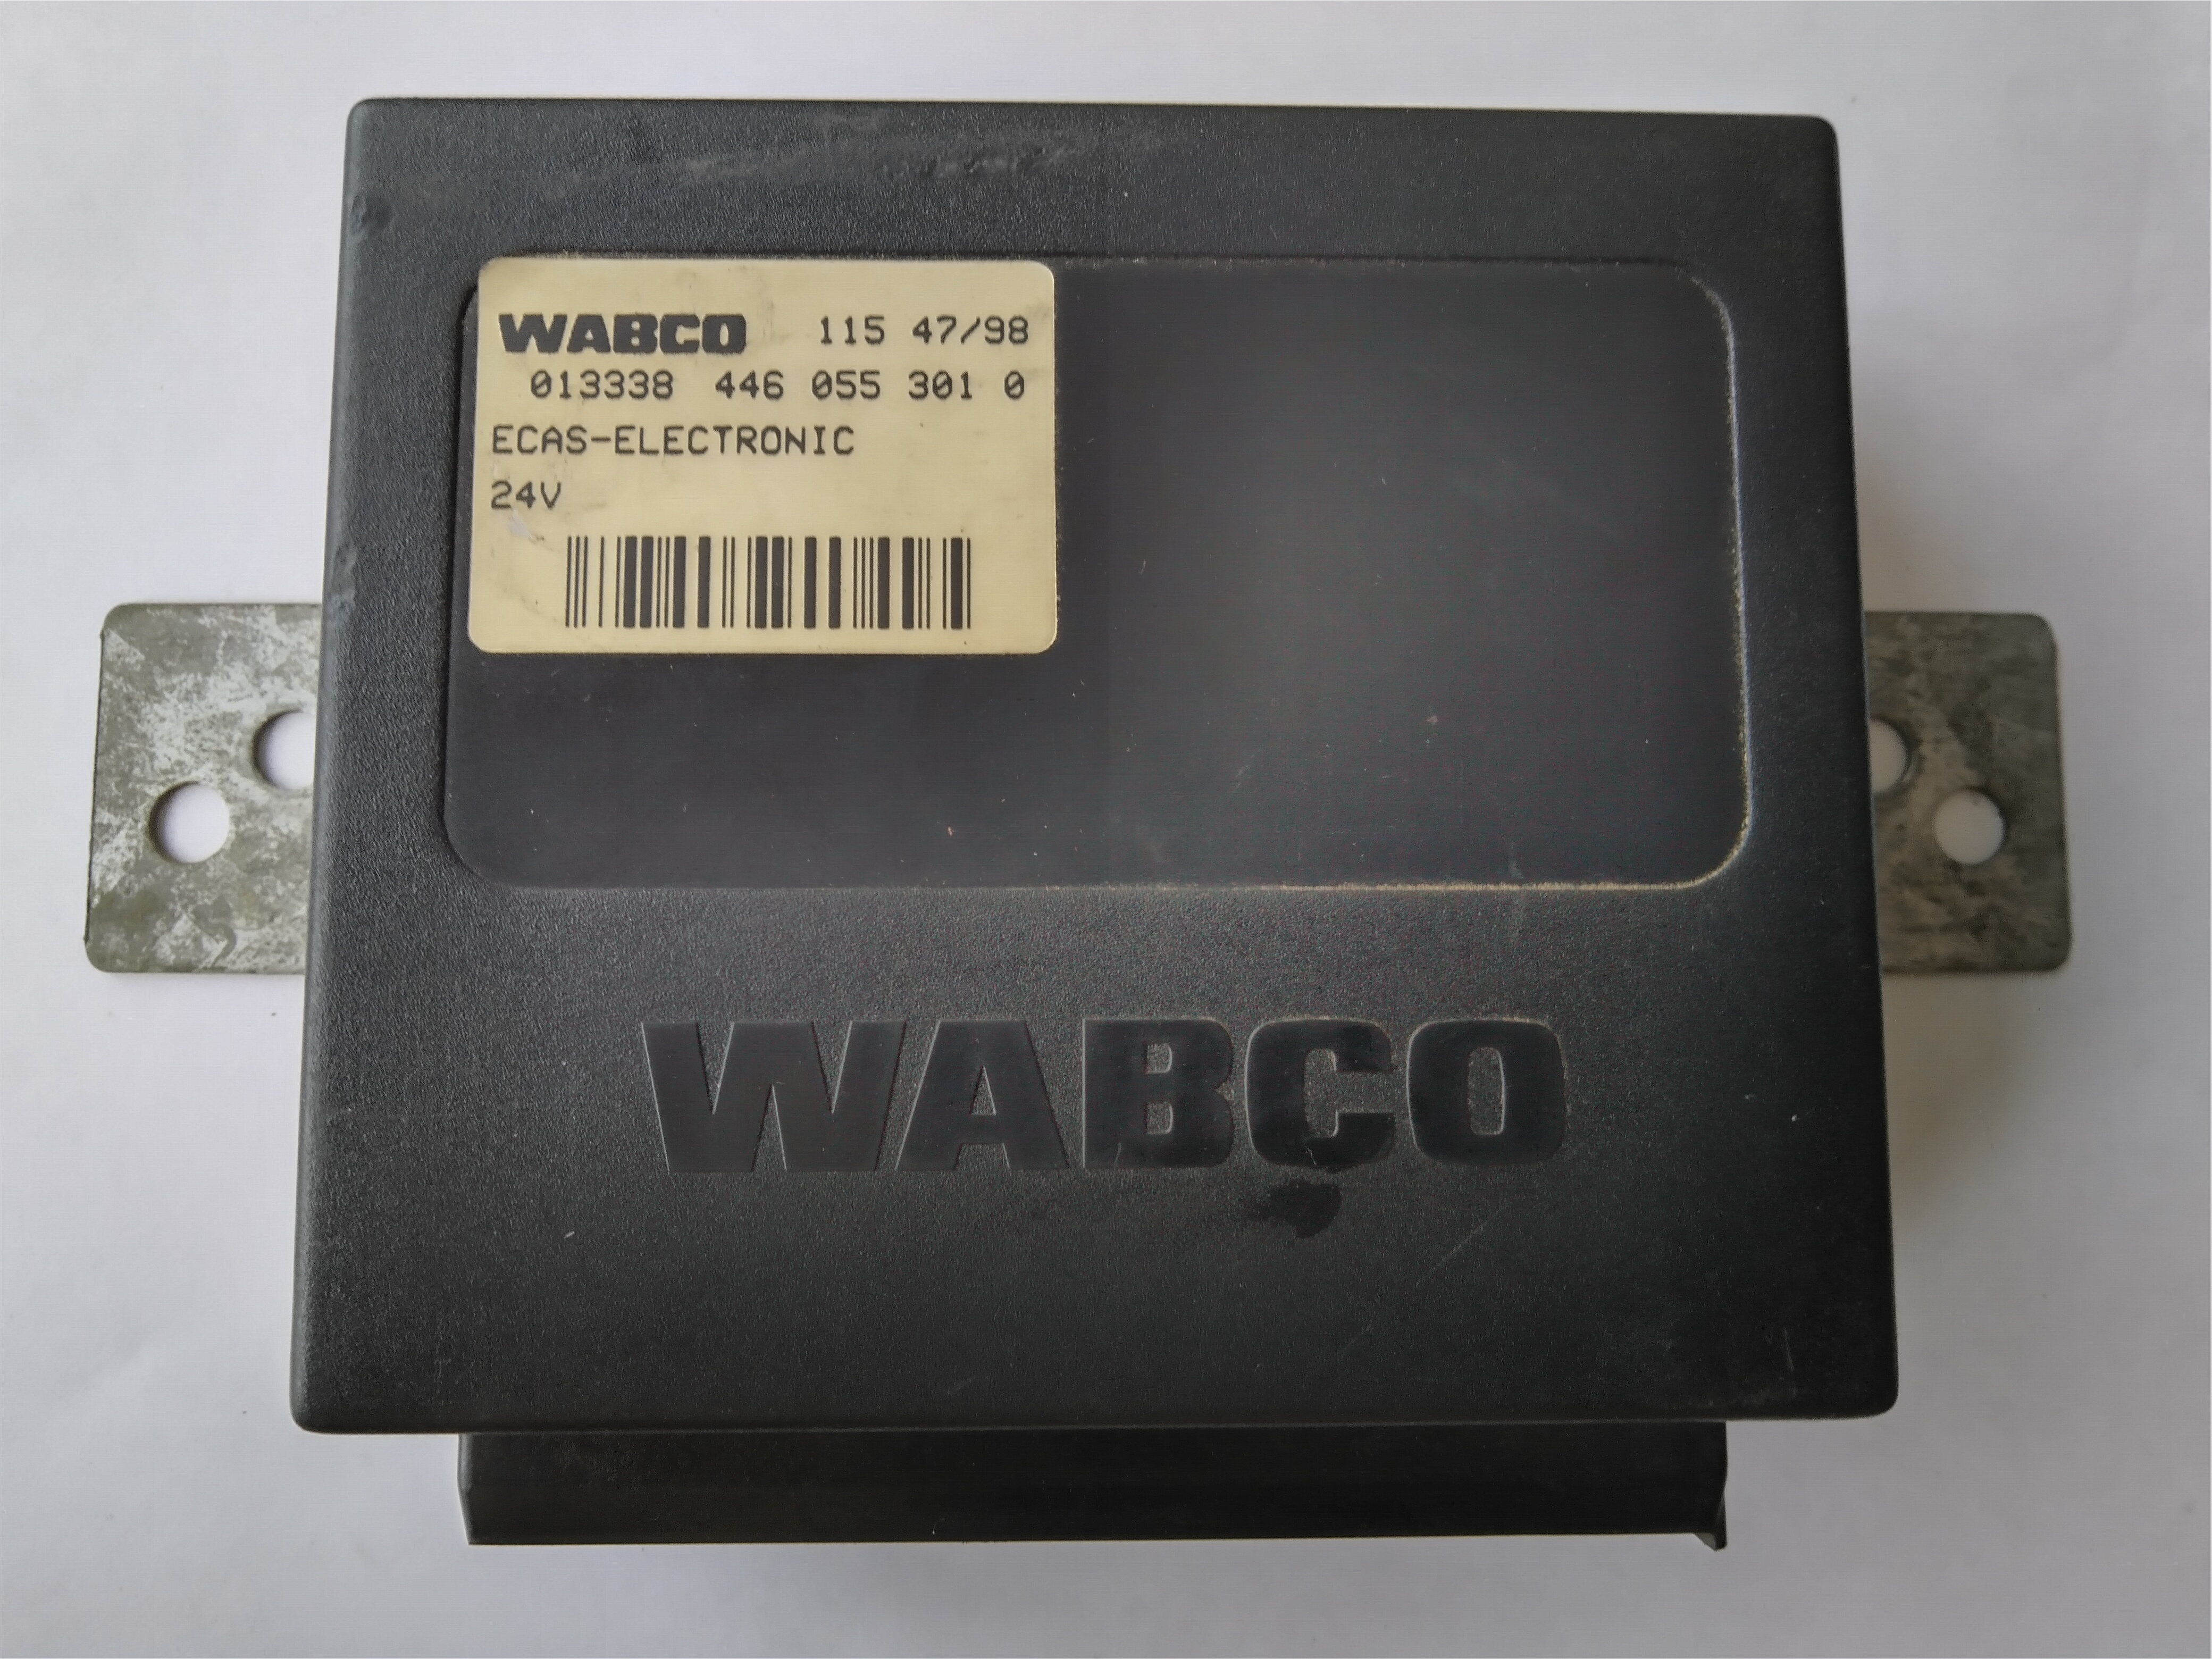 WABCO 115 47/98
013338 446 055 301 0
ECAS-ELECTRONIC
24V
WABCO